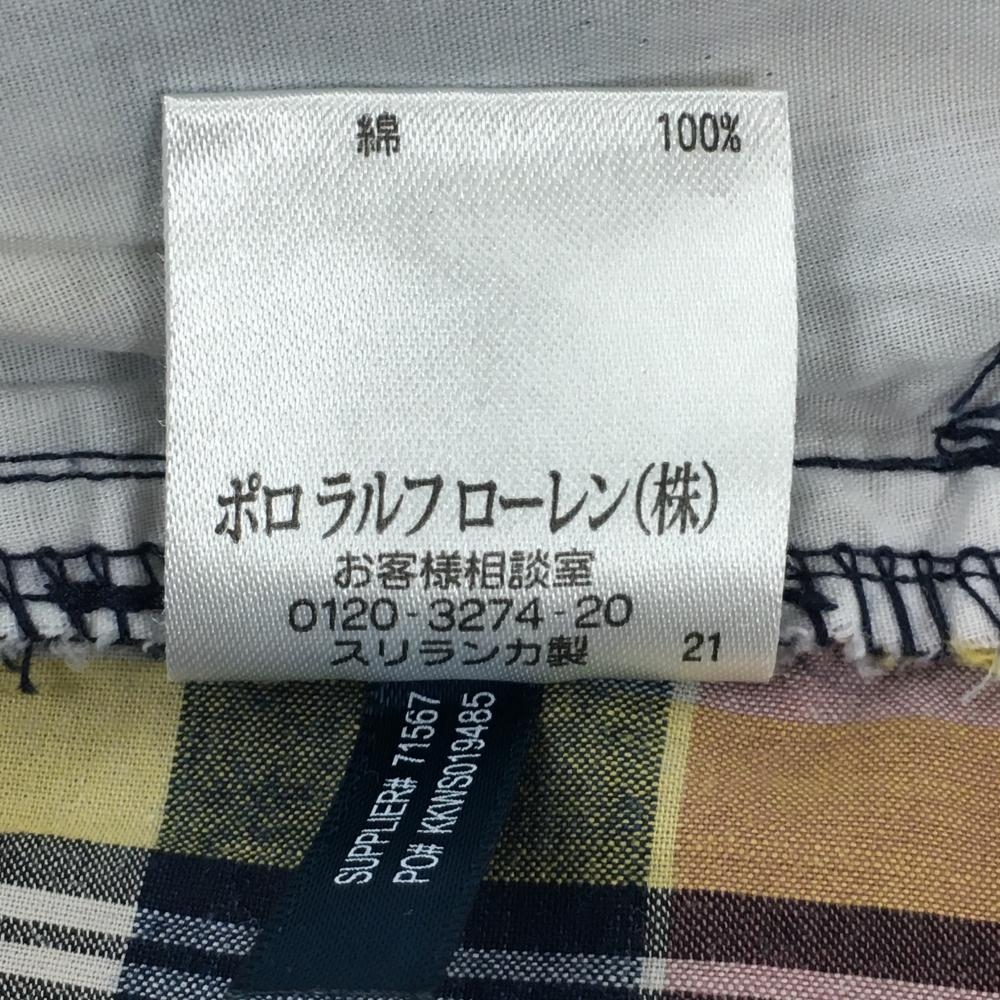 綿 100%
ポロ ラルフ ローレン(株)
お客様相談室
0120-3274-20
スリランカ製 21
SUPPLIER# 71567
PO# KKWS019485